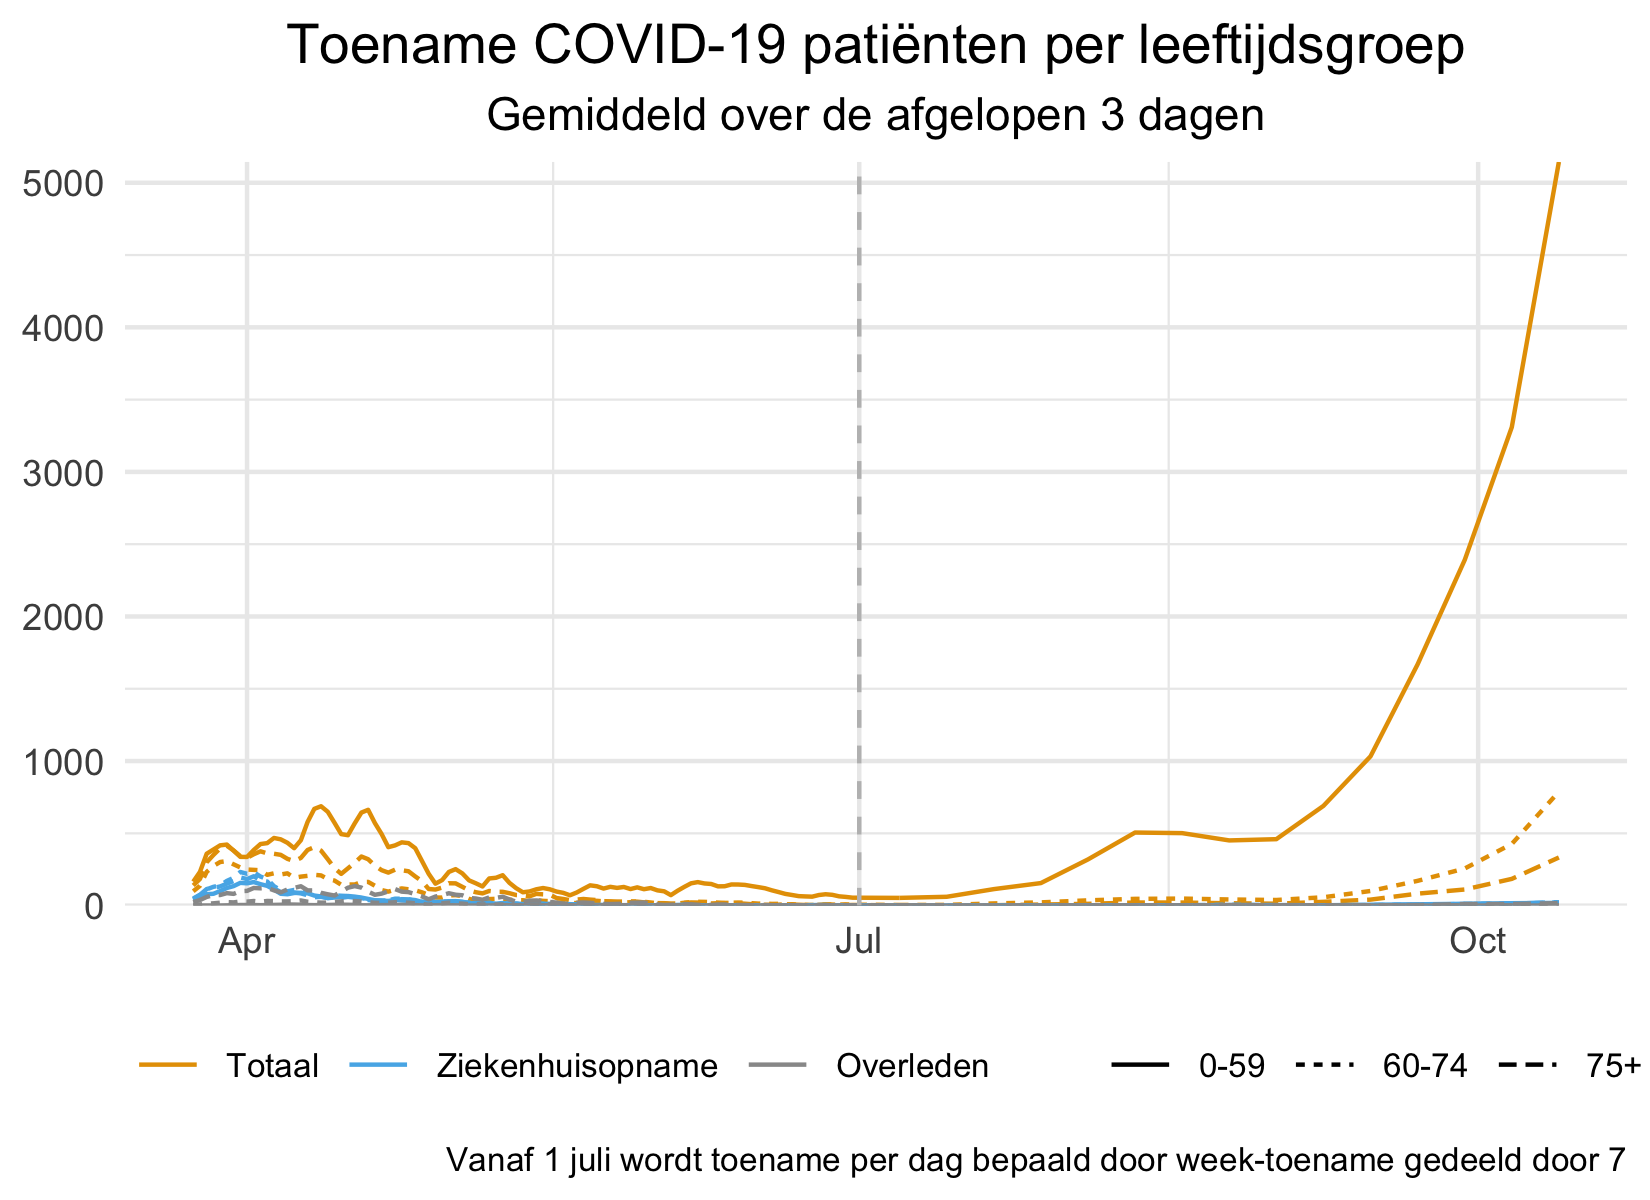 Toename COVID-19 patiënten per leeftijdsgroep
Gemiddeld over de afgelopen 3 dagen
5000
4000
3000
2000
1000
0
Apr Jul Oct
Totaal Ziekenhuisopname Overleden 0-59 60-74 75+
Vanaf 1 juli wordt toename per dag bepaald door week-toename gedeeld door 7